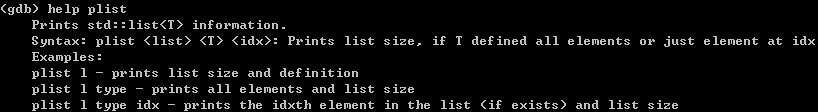 (gdb) help plist
Prints std::list<T> information.
Syntax: plist <list> <T> <idx>: Prints list size, if T defined all elements or just element at idx
Examples:
plist l - prints list size and definition
plist l type - prints all elements and list size
plist l type idx - prints the idxth element in the list (if exists) and list size